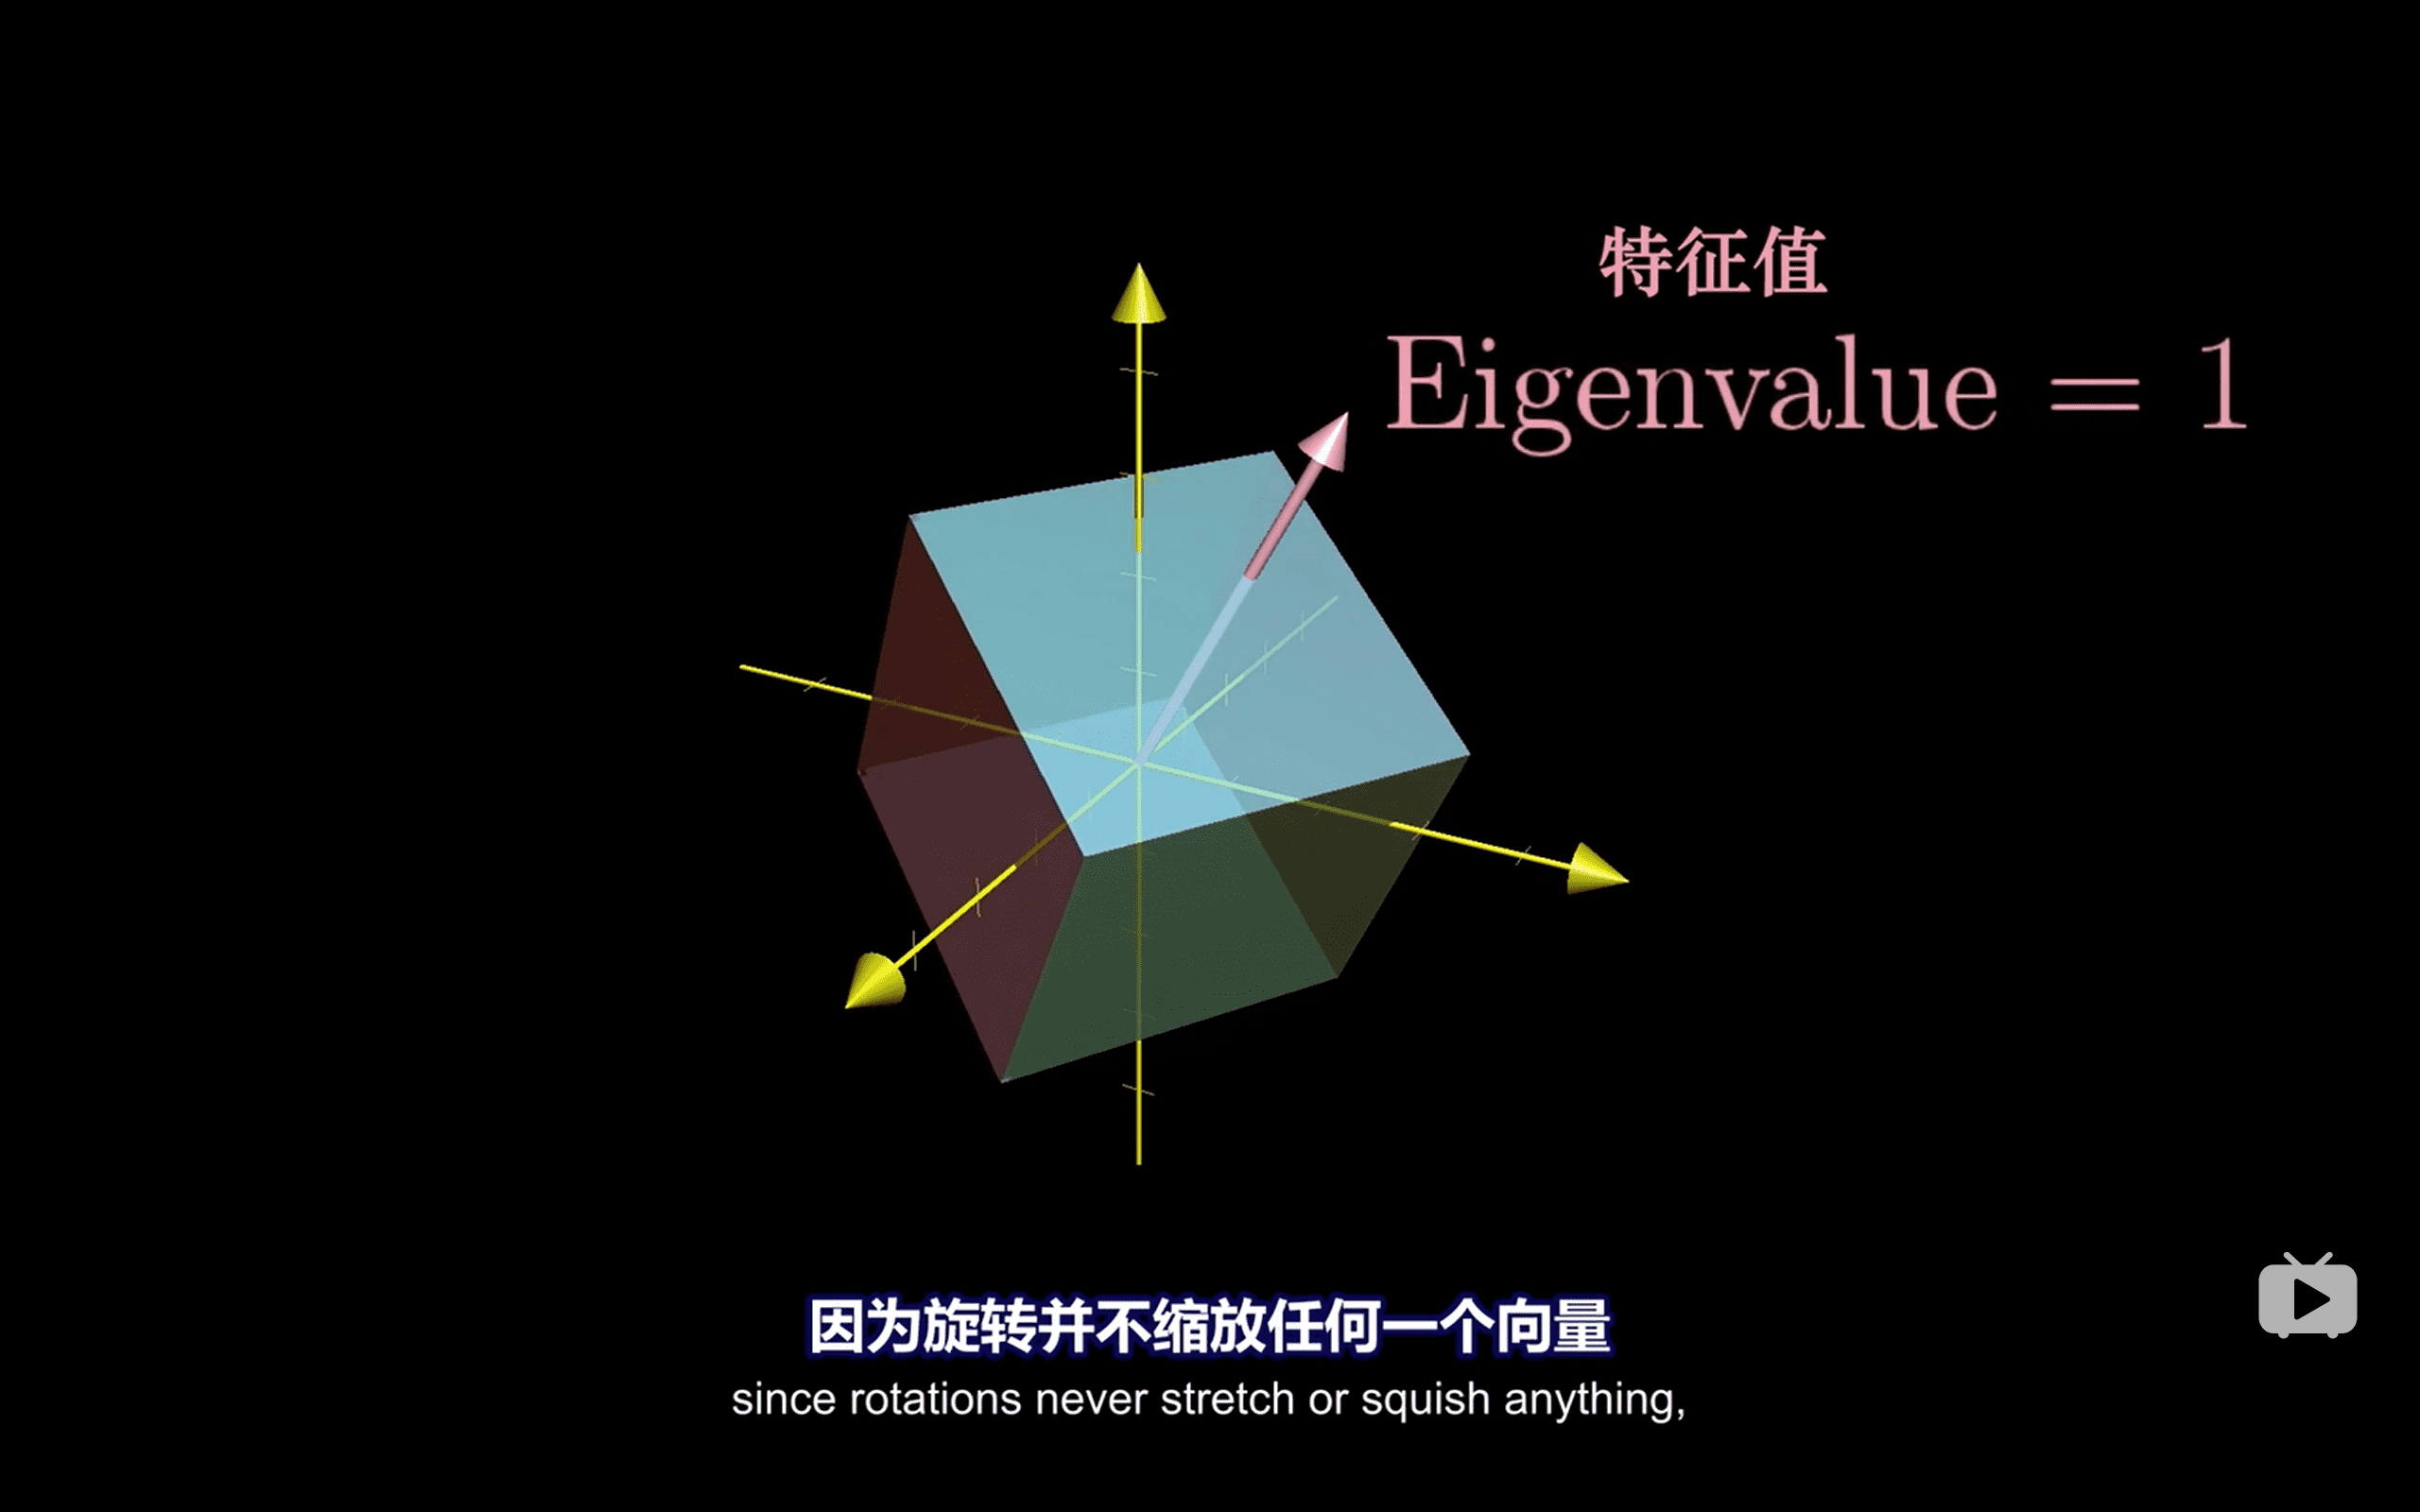 特征值
Eigenvalue = 1
因为旋转并不缩放任何一个向量
since rotations never stretch or squish anything,